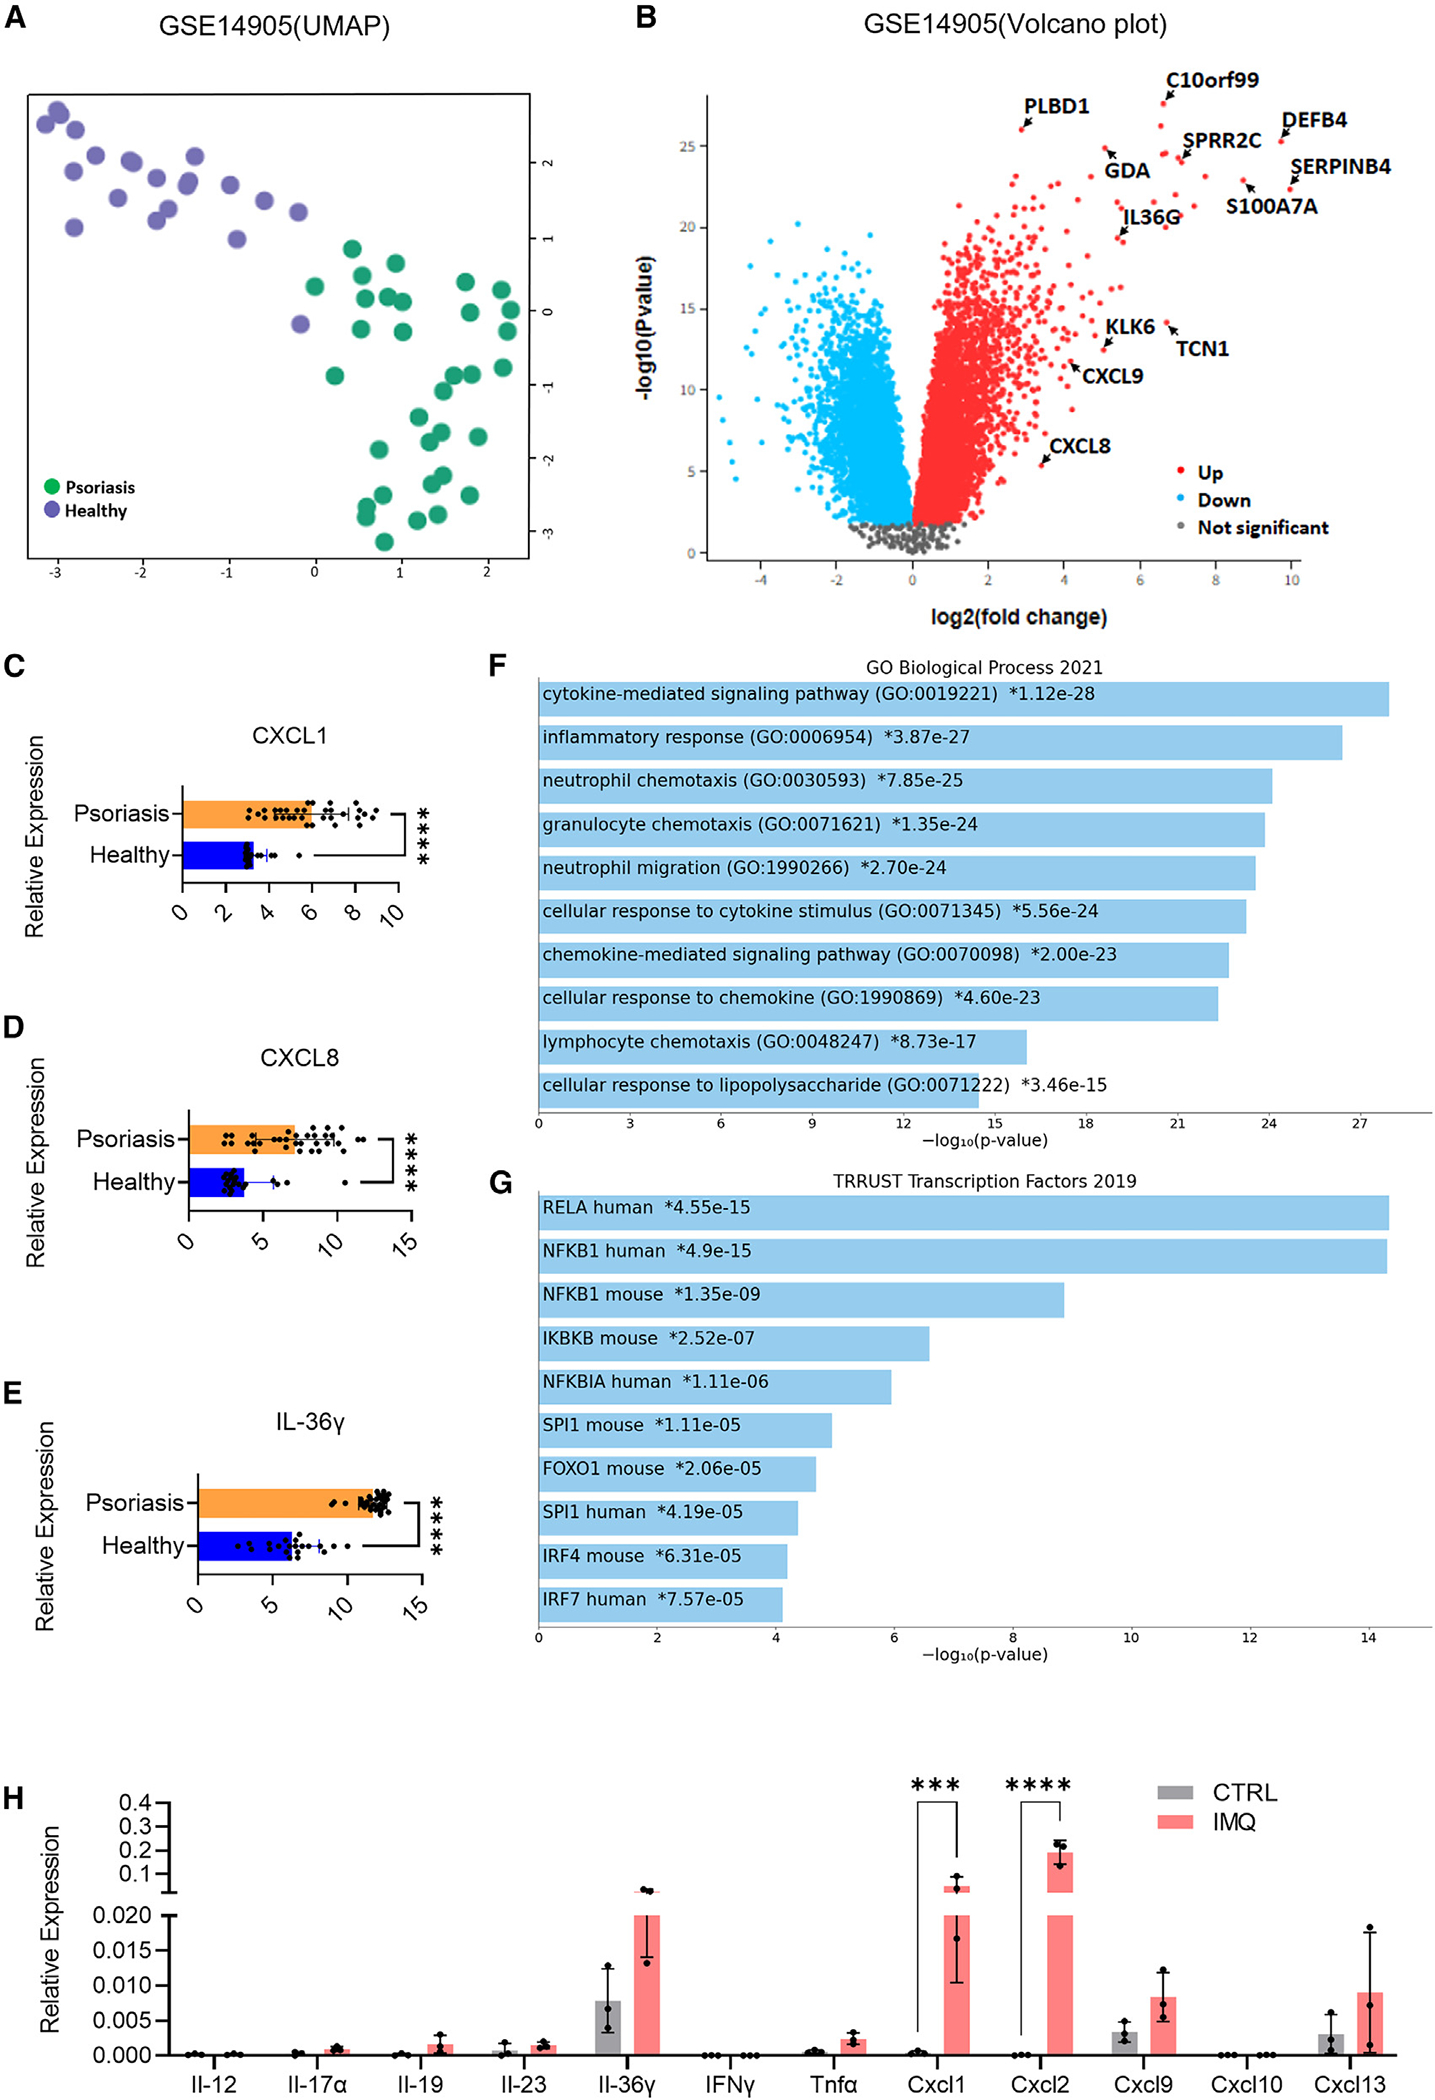 A
GSE14905(UMAP)
2
1
0
-1
-2
-3
Psoriasis
Healthy
-3 -2 -1 0 1 2
B
GSE14905(Volcano plot)
C10orf99
PLBD1
DEFB4
SPRR2C
GDA
SERPINB4
S100A7A
IL36G
KLK6
TCN1
CXCL9
CXCL8
25
20
15
10
5
0
-log10(Pvalue)
Up
Down
Not significant
-4 -2 0 2 4 6 8 10
log2(fold change)
C
CXCL1
Relative Expression
Psoriasis
Healthy
****
0 2 4 6 8 10
D
CXCL8
Relative Expression
Psoriasis
Healthy
****
0 5 10 15
E
IL-36γ
Relative Expression
Psoriasis
Healthy
****
0 5 10 15
F
GO Biological Process 2021
cytokine-mediated signaling pathway (GO:0019221) *1.12e-28
inflammatory response (GO:0006954) *3.87e-27
neutrophil chemotaxis (GO:0030593) *7.85e-25
granulocyte chemotaxis (GO:0071621) *1.35e-24
neutrophil migration (GO:1990266) *2.70e-24
cellular response to cytokine stimulus (GO:0071345) *5.56e-24
chemokine-mediated signaling pathway (GO:0070098) *2.00e-23
cellular response to chemokine (GO:1990869) *4.60e-23
lymphocyte chemotaxis (GO:0048247) *8.73e-17
cellular response to lipopolysaccharide (GO:0071222) *3.46e-15
0 3 6 9 12 15 18 21 24 27
−log₁₀(p-value)
G
TRRUST Transcription Factors 2019
RELA human *4.55e-15
NFKB1 human *4.9e-15
NFKB1 mouse *1.35e-09
IKBKB mouse *2.52e-07
NFKBIA human *1.11e-06
SPI1 mouse *1.11e-05
FOXO1 mouse *2.06e-05
SPI1 human *4.19e-05
IRF4 mouse *6.31e-05
IRF7 human *7.57e-05
0 2 4 6 8 10 12 14
−log₁₀(p-value)
H
Relative Expression
0.4
0.3
0.2
0.1
0.020
0.015
0.010
0.005
0.000
*** ****
CTRL
IMQ
Il-12 Il-17α Il-19 Il-23 Il-36γ IFNγ Tnfα Cxcl1 Cxcl2 Cxcl9 Cxcl10 Cxcl13